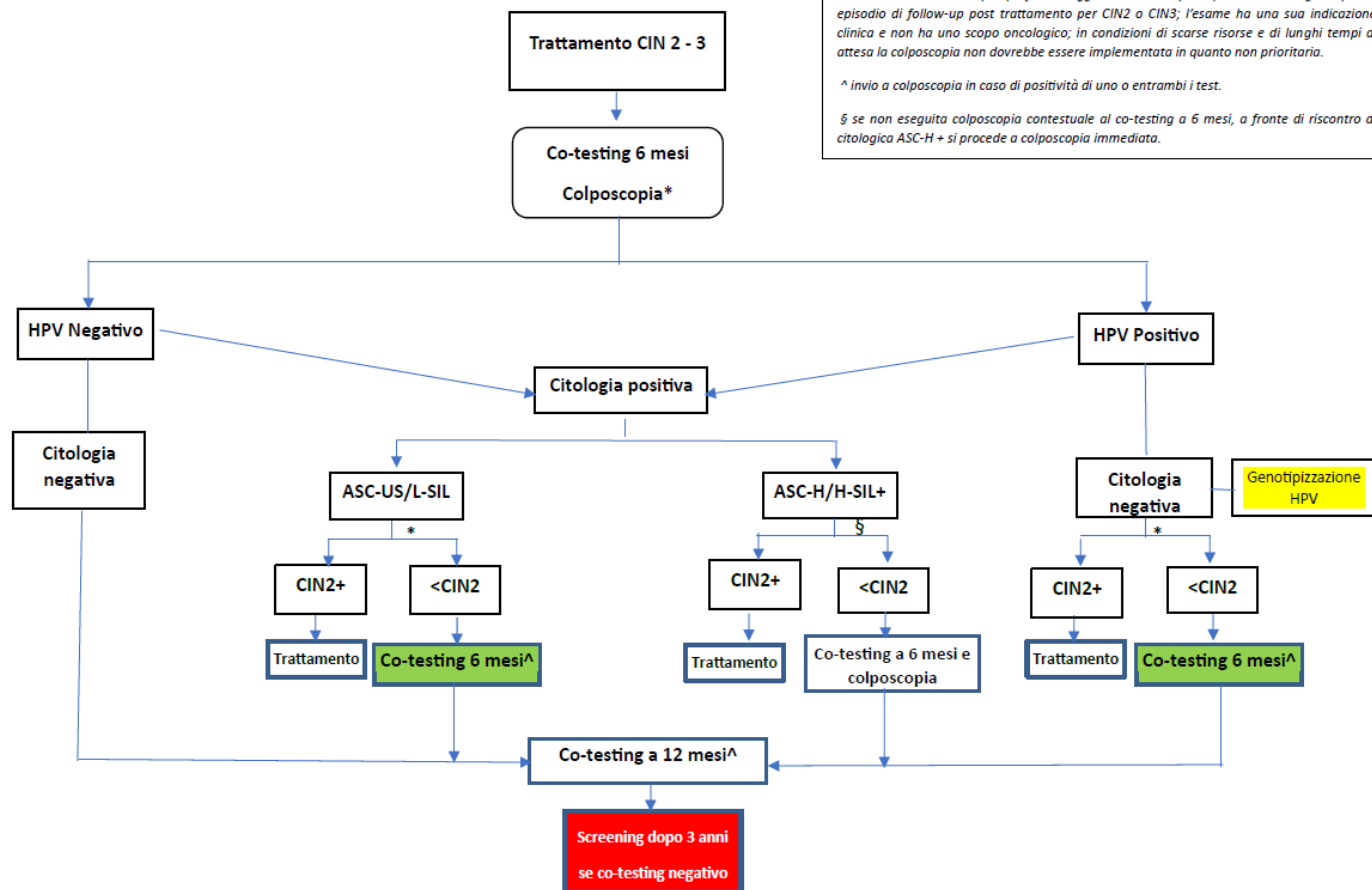 episodio di follow-up post trattamento per CIN2 o CIN3; l'esame ha una sua indicazione
clinica e non ha uno scopo oncologico; in condizioni di scarse risorse e di lunghi tempi
attesa la colposcopia non dovrebbe essere implementata in quanto non prioritaria.
^ invio a colposcopia in caso di positività di uno o entrambi i test.
§ se non eseguita colposcopia contestuale al co-testing a 6 mesi, a fronte di riscontro
citologica ASC-H + si procede a colposcopia immediata.
Trattamento CIN 2 - 3
Co-testing 6 mesi
Colposcopia*
HPV Negativo
HPV Positivo
Citologia positiva
Citologia
negativa
ASC-US/L-SIL
*
ASC-H/H-SIL+
§
Citologia
negativa
*
Genotipizzazione
HPV
CIN2+
<CIN2
CIN2+
<CIN2
CIN2+
<CIN2
Trattamento
Co-testing 6 mesi^
Trattamento
Co-testing a 6 mesi e
colposcopia
Trattamento
Co-testing 6 mesi^
Co-testing a 12 mesi^
Screening dopo 3 anni
se co-testing negativo